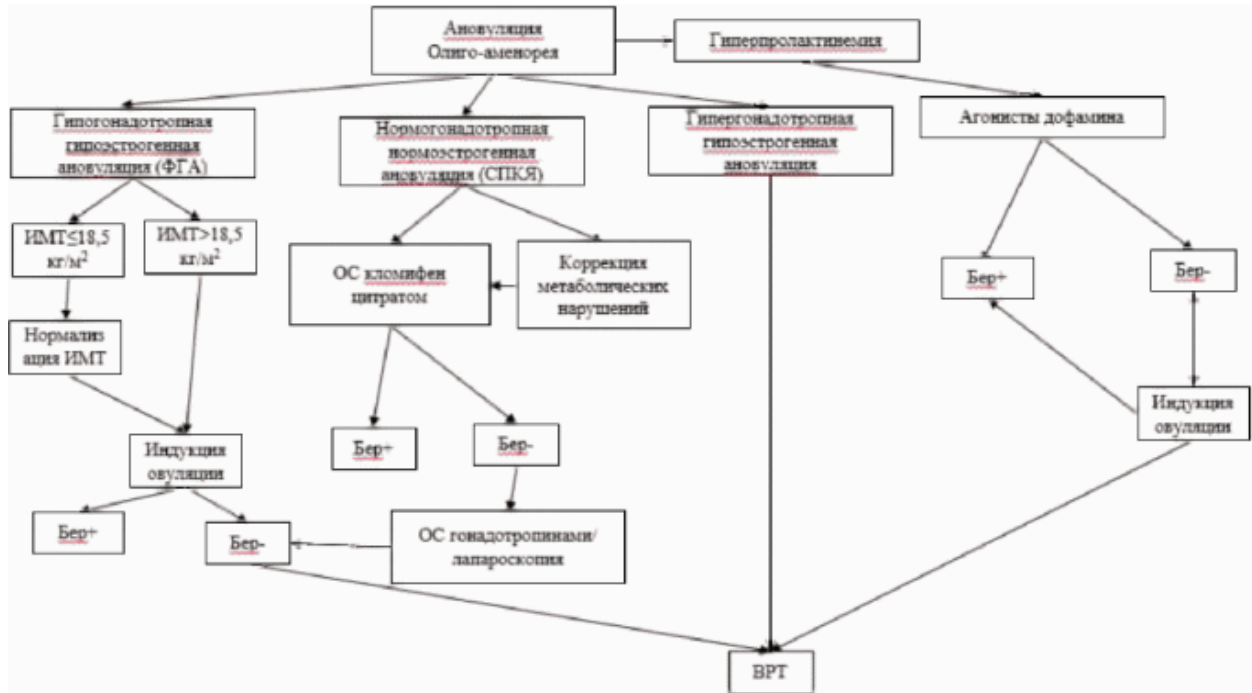 Ановуляция
Олиго-аменорея
Гиперпролактинемия
Гипогонадотропная
гипоэстрогенная
ановуляция (ФГА)
Нормогонадотропная
нормоэстрогенная
ановуляция (СПКЯ)
Гипергонадотропная
гипоэстрогенная
ановуляция
Агонисты дофамина
ИМТ≤18,5
кг/м²
ИМТ>18,5
кг/м²
ОС кломифен
цитратом
Коррекция
метаболических
нарушений
Бер+
Бер-
Нормализ
ация ИМТ
Индукция
овуляции
Бер+
Бер-
Индукция
овуляции
Бер+
Бер-
ОС гонадотропинами/
лапароскопия
ВРТ